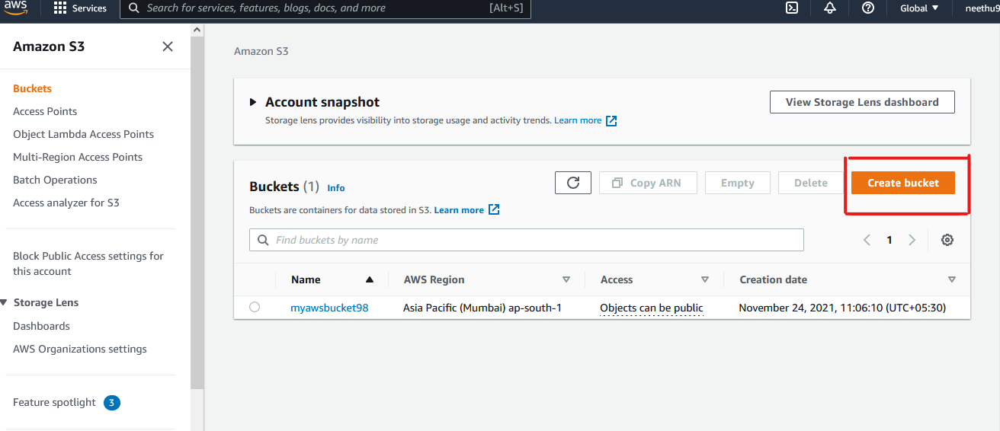 aws
Services
Search for services, features, blogs, docs, and more
[Alt+S]
Global
neethu9
Amazon S3
Buckets
Access Points
Object Lambda Access Points
Multi-Region Access Points
Batch Operations
Access analyzer for S3
Block Public Access settings for
this account
Storage Lens
Dashboards
AWS Organizations settings
Feature spotlight 3
Amazon S3
Account snapshot
Storage lens provides visibility into storage usage and activity trends. Learn more
View Storage Lens dashboard
Buckets (1) Info
Copy ARN
Empty
Delete
Create bucket
Buckets are containers for data stored in S3. Learn more
Find buckets by name
1
Name AWS Region Access Creation date
myawsbucket98 Asia Pacific (Mumbai) ap-south-1 Objects can be public November 24, 2021, 11:06:10 (UTC+05:30)